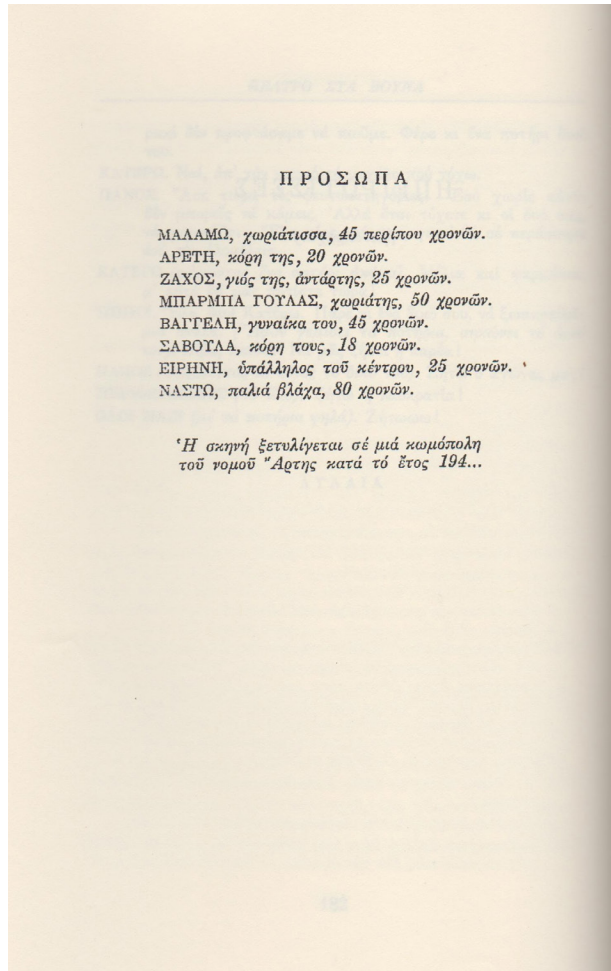 ΠΡΟΣΩΠΑ
ΜΑΛΑΜΩ, χωριάτισσα, 45 περίπου χρονῶν.
ΑΡΕΤΗ, κόρη της, 20 χρονῶν.
ΖΑΧΟΣ, γιός της, ἀντάρτης, 25 χρονῶν.
ΜΠΑΡΜΠΑ ΓΟΥΛΑΣ, χωριάτης, 50 χρονῶν.
ΒΑΓΓΕΛΗ, γυναίκα του, 45 χρονῶν.
ΣΑΒΟΥΛΑ, κόρη τους, 18 χρονῶν.
ΕΙΡΗΝΗ, ὑπάλληλος τοῦ κέντρου, 25 χρονῶν.
ΝΑΣΤΩ, παλιά βλάχα, 80 χρονῶν.
Ἡ σκηνή ξετυλίγεται σέ μιά κωμόπολη
τοῦ νομοῦ Ἄρτης κατά τό ἔτος 194...